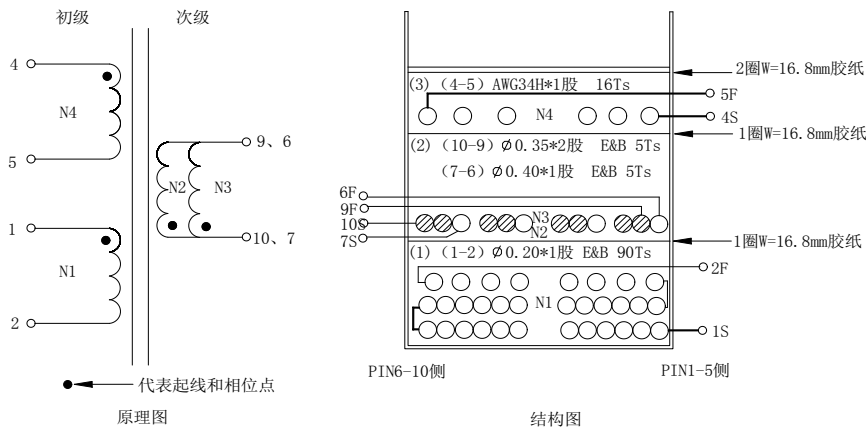 初级
次级
4
N4
5
9、6
N2
N3
10、7
1
N1
2
代表起线和相位点
原理图
2圈W=16.8mm胶纸
(3) (4-5) AWG34H*1股 16Ts
5F
N4
4S
1圈W=16.8mm胶纸
(2) (10-9) Ø0.35*2股 E&B 5Ts
(7-6) Ø0.40*1股 E&B 5Ts
6F
9F
10S
7S
N3
N2
1圈W=16.8mm胶纸
(1) (1-2) Ø0.20*1股 E&B 90Ts
2F
N1
1S
PIN6-10侧
PIN1-5侧
结构图